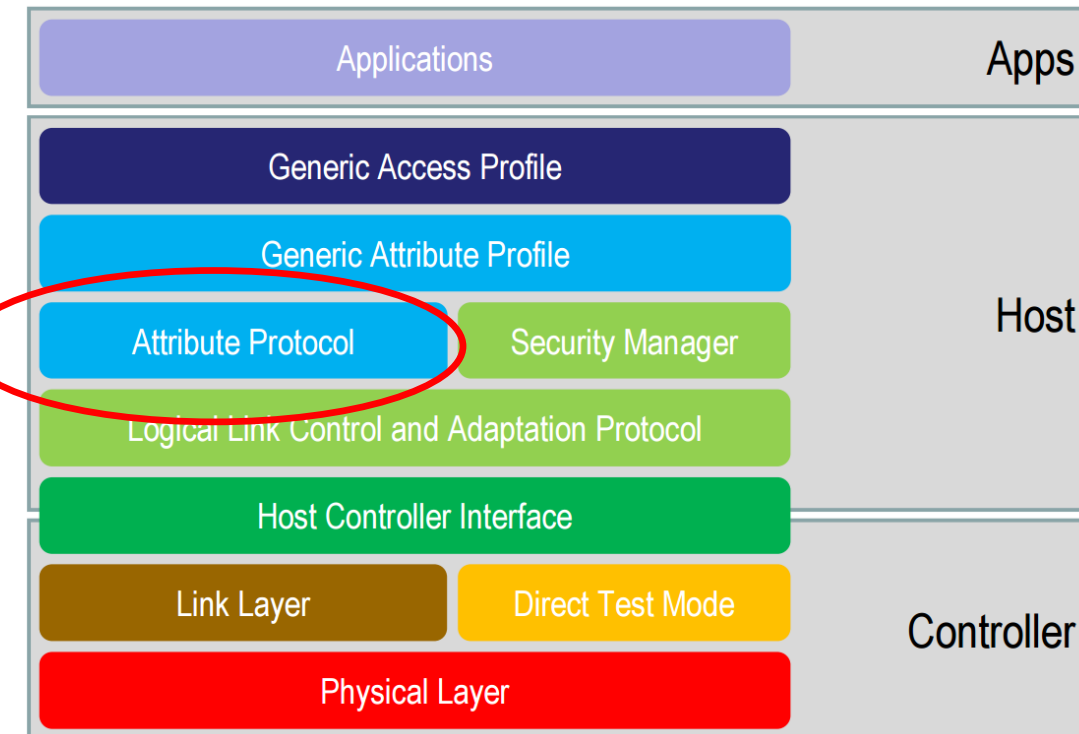 Applications
Apps
Generic Access Profile
Generic Attribute Profile
Host
Attribute Protocol
Security Manager
Logical Link Control and Adaptation Protocol
Host Controller Interface
Link Layer
Direct Test Mode
Controller
Physical Layer